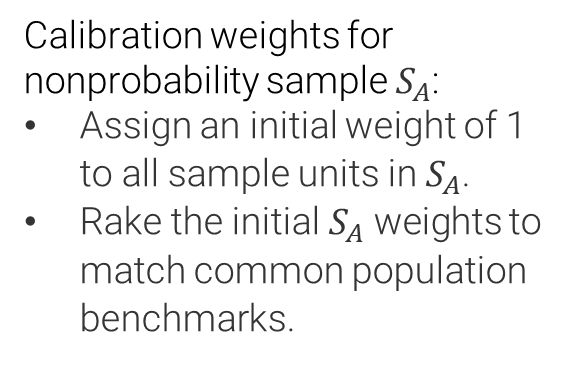 Calibration weights for
nonprobability sample S_A:
• Assign an initial weight of 1
to all sample units in S_A.
• Rake the initial S_A weights to
match common population
benchmarks.